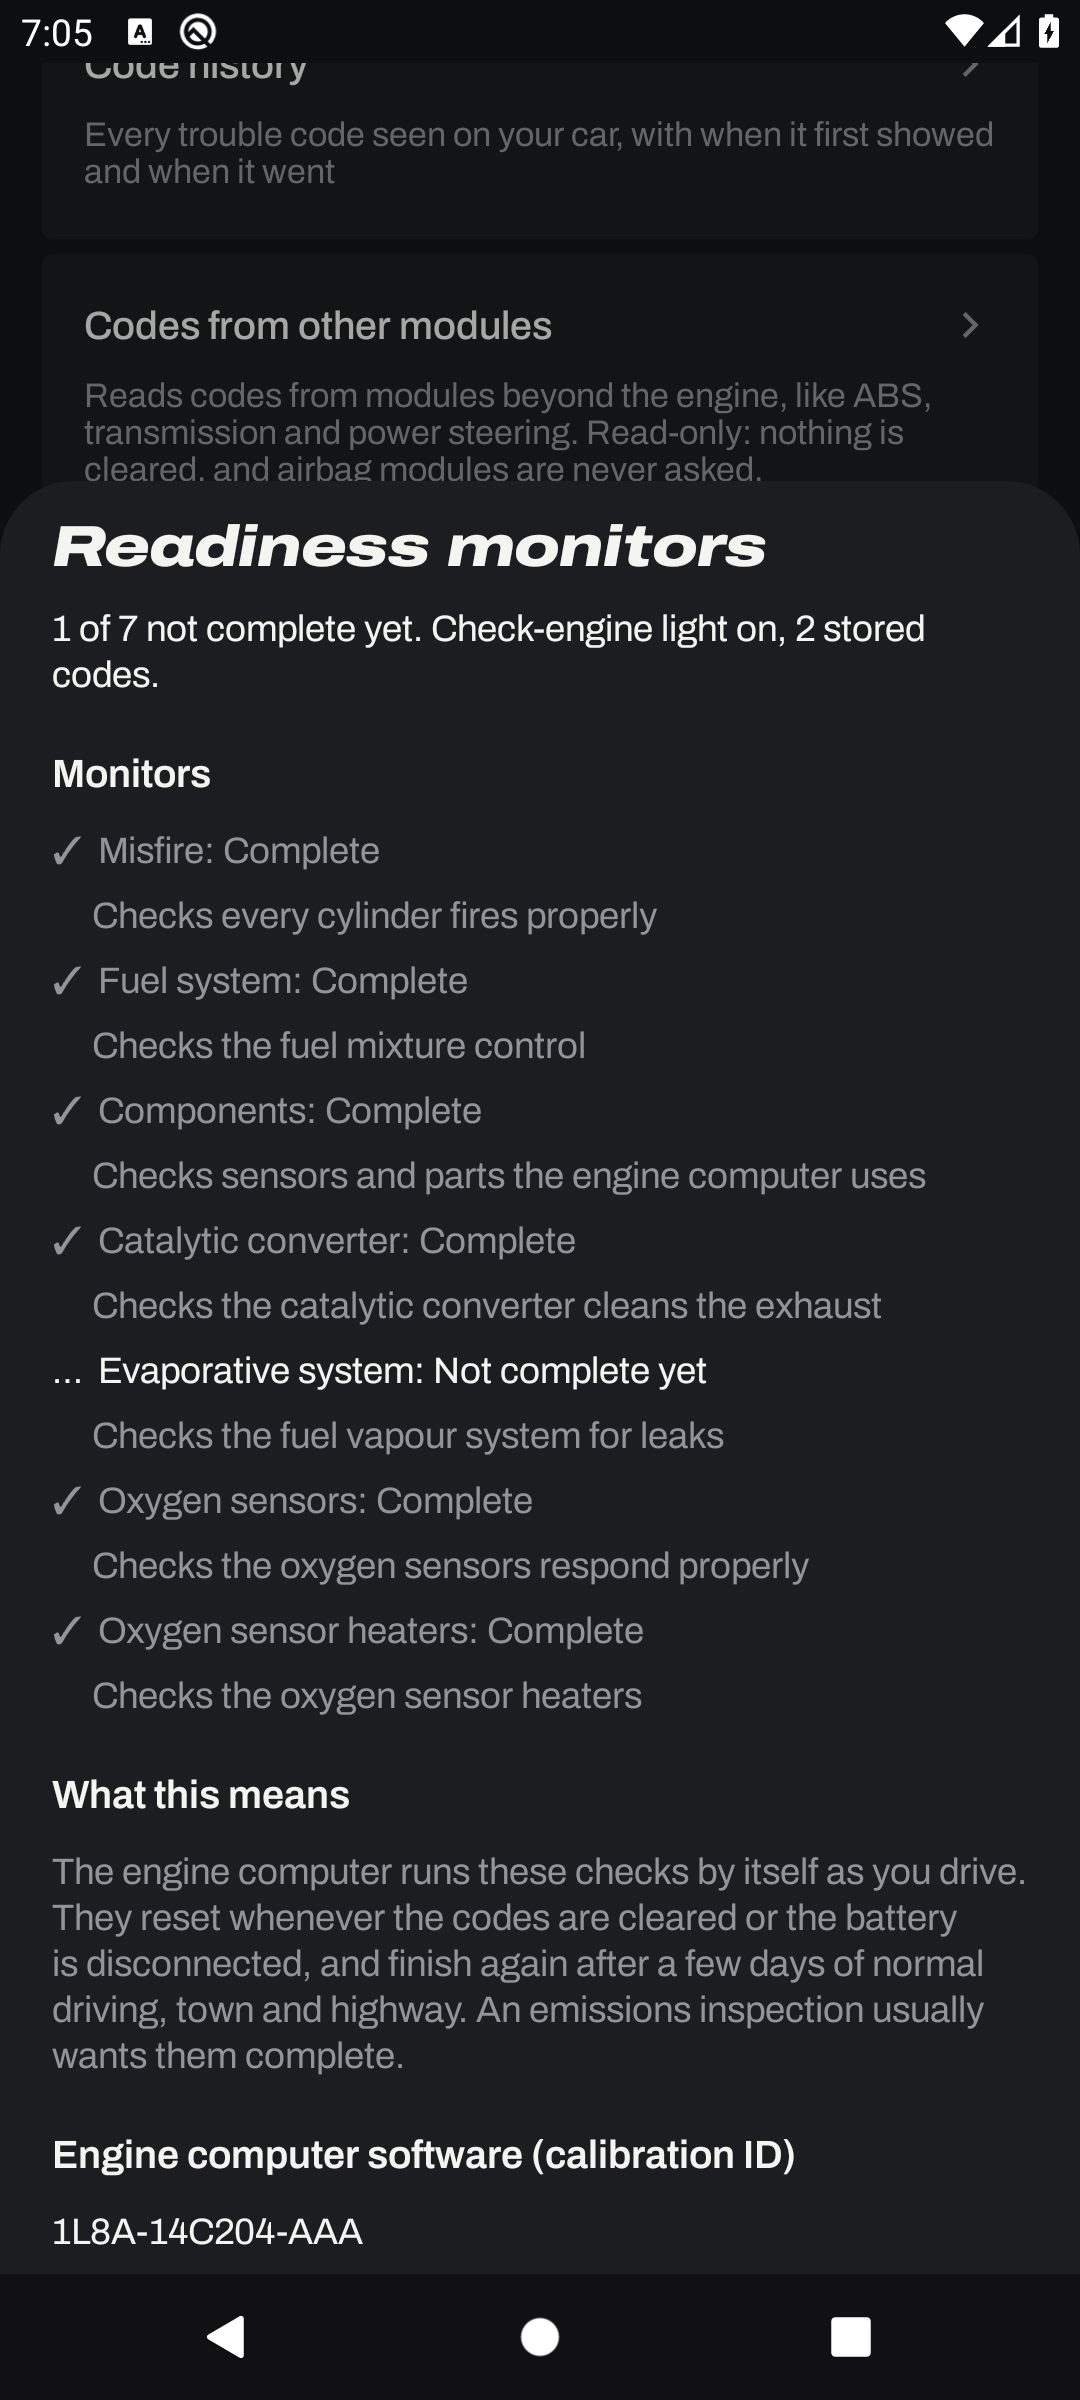 7:05
Code history
Every trouble code seen on your car, with when it first showed
and when it went
Codes from other modules
Reads codes from modules beyond the engine, like ABS,
transmission and power steering. Read-only: nothing is
cleared, and airbag modules are never asked.
Readiness monitors
1 of 7 not complete yet. Check-engine light on, 2 stored
codes.
Monitors
✓ Misfire: Complete
Checks every cylinder fires properly
✓ Fuel system: Complete
Checks the fuel mixture control
✓ Components: Complete
Checks sensors and parts the engine computer uses
✓ Catalytic converter: Complete
Checks the catalytic converter cleans the exhaust
... Evaporative system: Not complete yet
Checks the fuel vapour system for leaks
✓ Oxygen sensors: Complete
Checks the oxygen sensors respond properly
✓ Oxygen sensor heaters: Complete
Checks the oxygen sensor heaters
What this means
The engine computer runs these checks by itself as you drive.
They reset whenever the codes are cleared or the battery
is disconnected, and finish again after a few days of normal
driving, town and highway. An emissions inspection usually
wants them complete.
Engine computer software (calibration ID)
1L8A-14C204-AAA